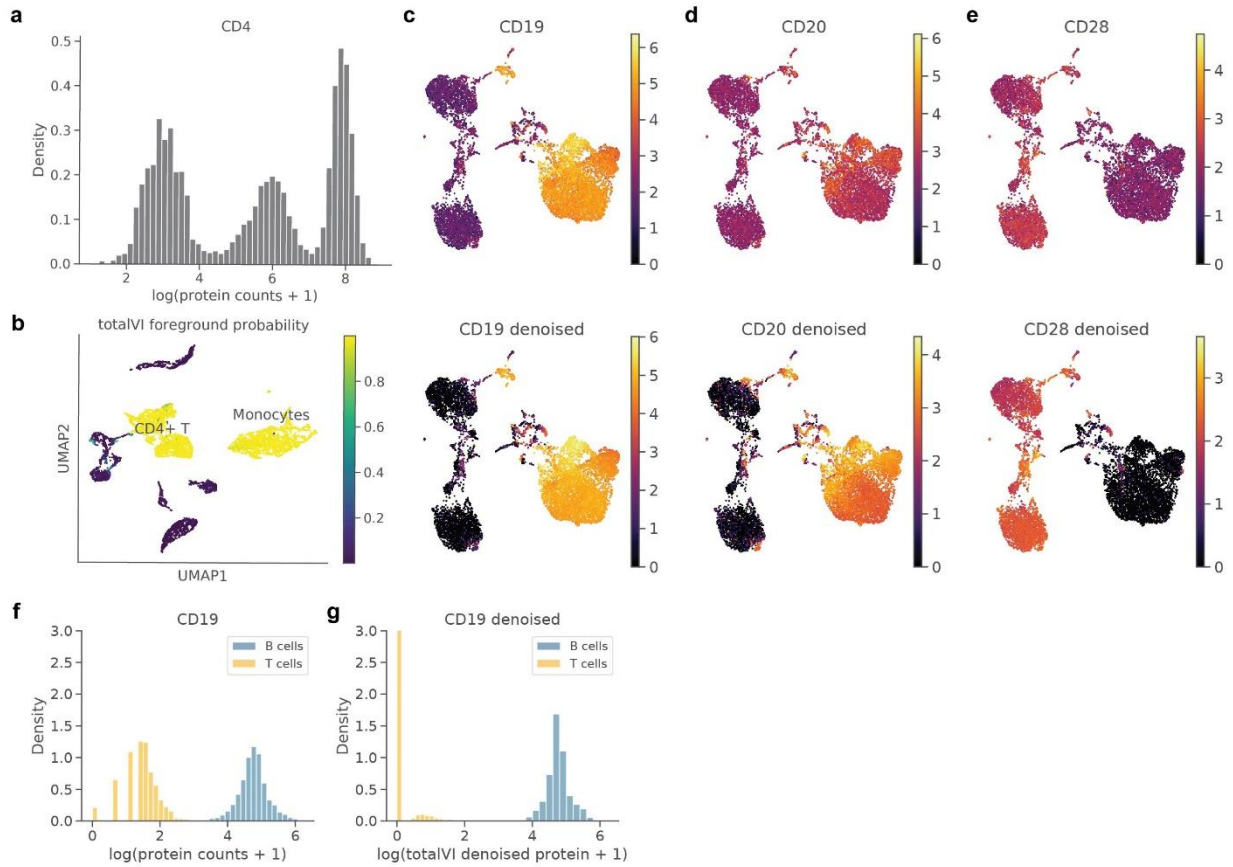 a
CD4
Density
0.5
0.4
0.3
0.2
0.1
0.0
2
4
6
8
log(protein counts + 1)
b
totalVI foreground probability
CD4+ T
Monocytes
UMAP2
UMAP1
0.8
0.6
0.4
0.2
c
CD19
6
5
4
3
2
1
0
CD19 denoised
6
5
4
3
2
1
0
d
CD20
6
5
4
3
2
1
0
CD20 denoised
4
3
2
1
0
e
CD28
4
3
2
1
0
CD28 denoised
3
2
1
0
f
CD19
Density
3.0
2.5
2.0
1.5
1.0
0.5
0.0
B cells
T cells
0
2
4
6
log(protein counts + 1)
g
CD19 denoised
Density
3.0
2.5
2.0
1.5
1.0
0.5
0.0
B cells
T cells
0
2
4
6
log(totalVI denoised protein + 1)